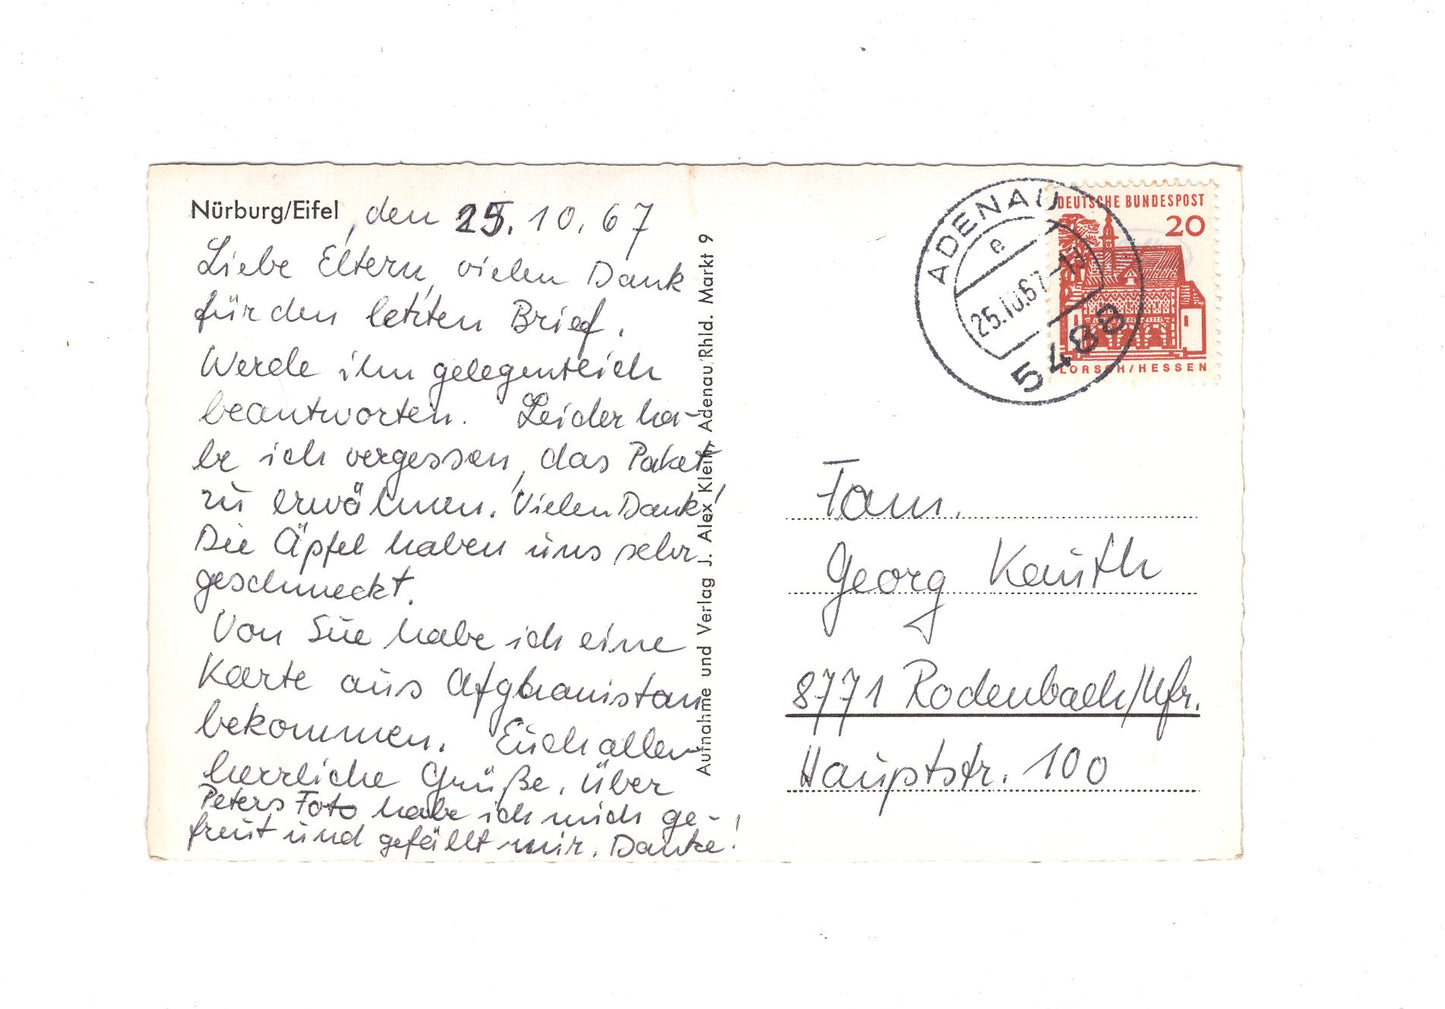 Nürburg/Eifel, den 25. 10. 67
Liebe Eltern, vielen Dank
für den letzten Brief.
Werde ihn gelegentlich
beantworten. Leider ha-
be ich vergessen, das Paket
zu erwähnen. Vielen Dank!
Die Äpfel haben uns sehr
geschmeckt.
Von Sue habe ich eine
Karte aus Afghanistan
bekommen. Euch allen
herrliche Grüße. Über
Peters Foto habe ich mich ge-
freut und gefällt mir. Danke!
Aufnahme und Verlag J. Alex Klein, Adenau/Rhld. Markt 9
ADENAU
e
25.10.67-13
5488
DEUTSCHE BUNDESPOST
20
LORSCH/HESSEN
Fam.
Georg Kauth
8771 Rodenbach/Ufr.
Hauptstr. 100